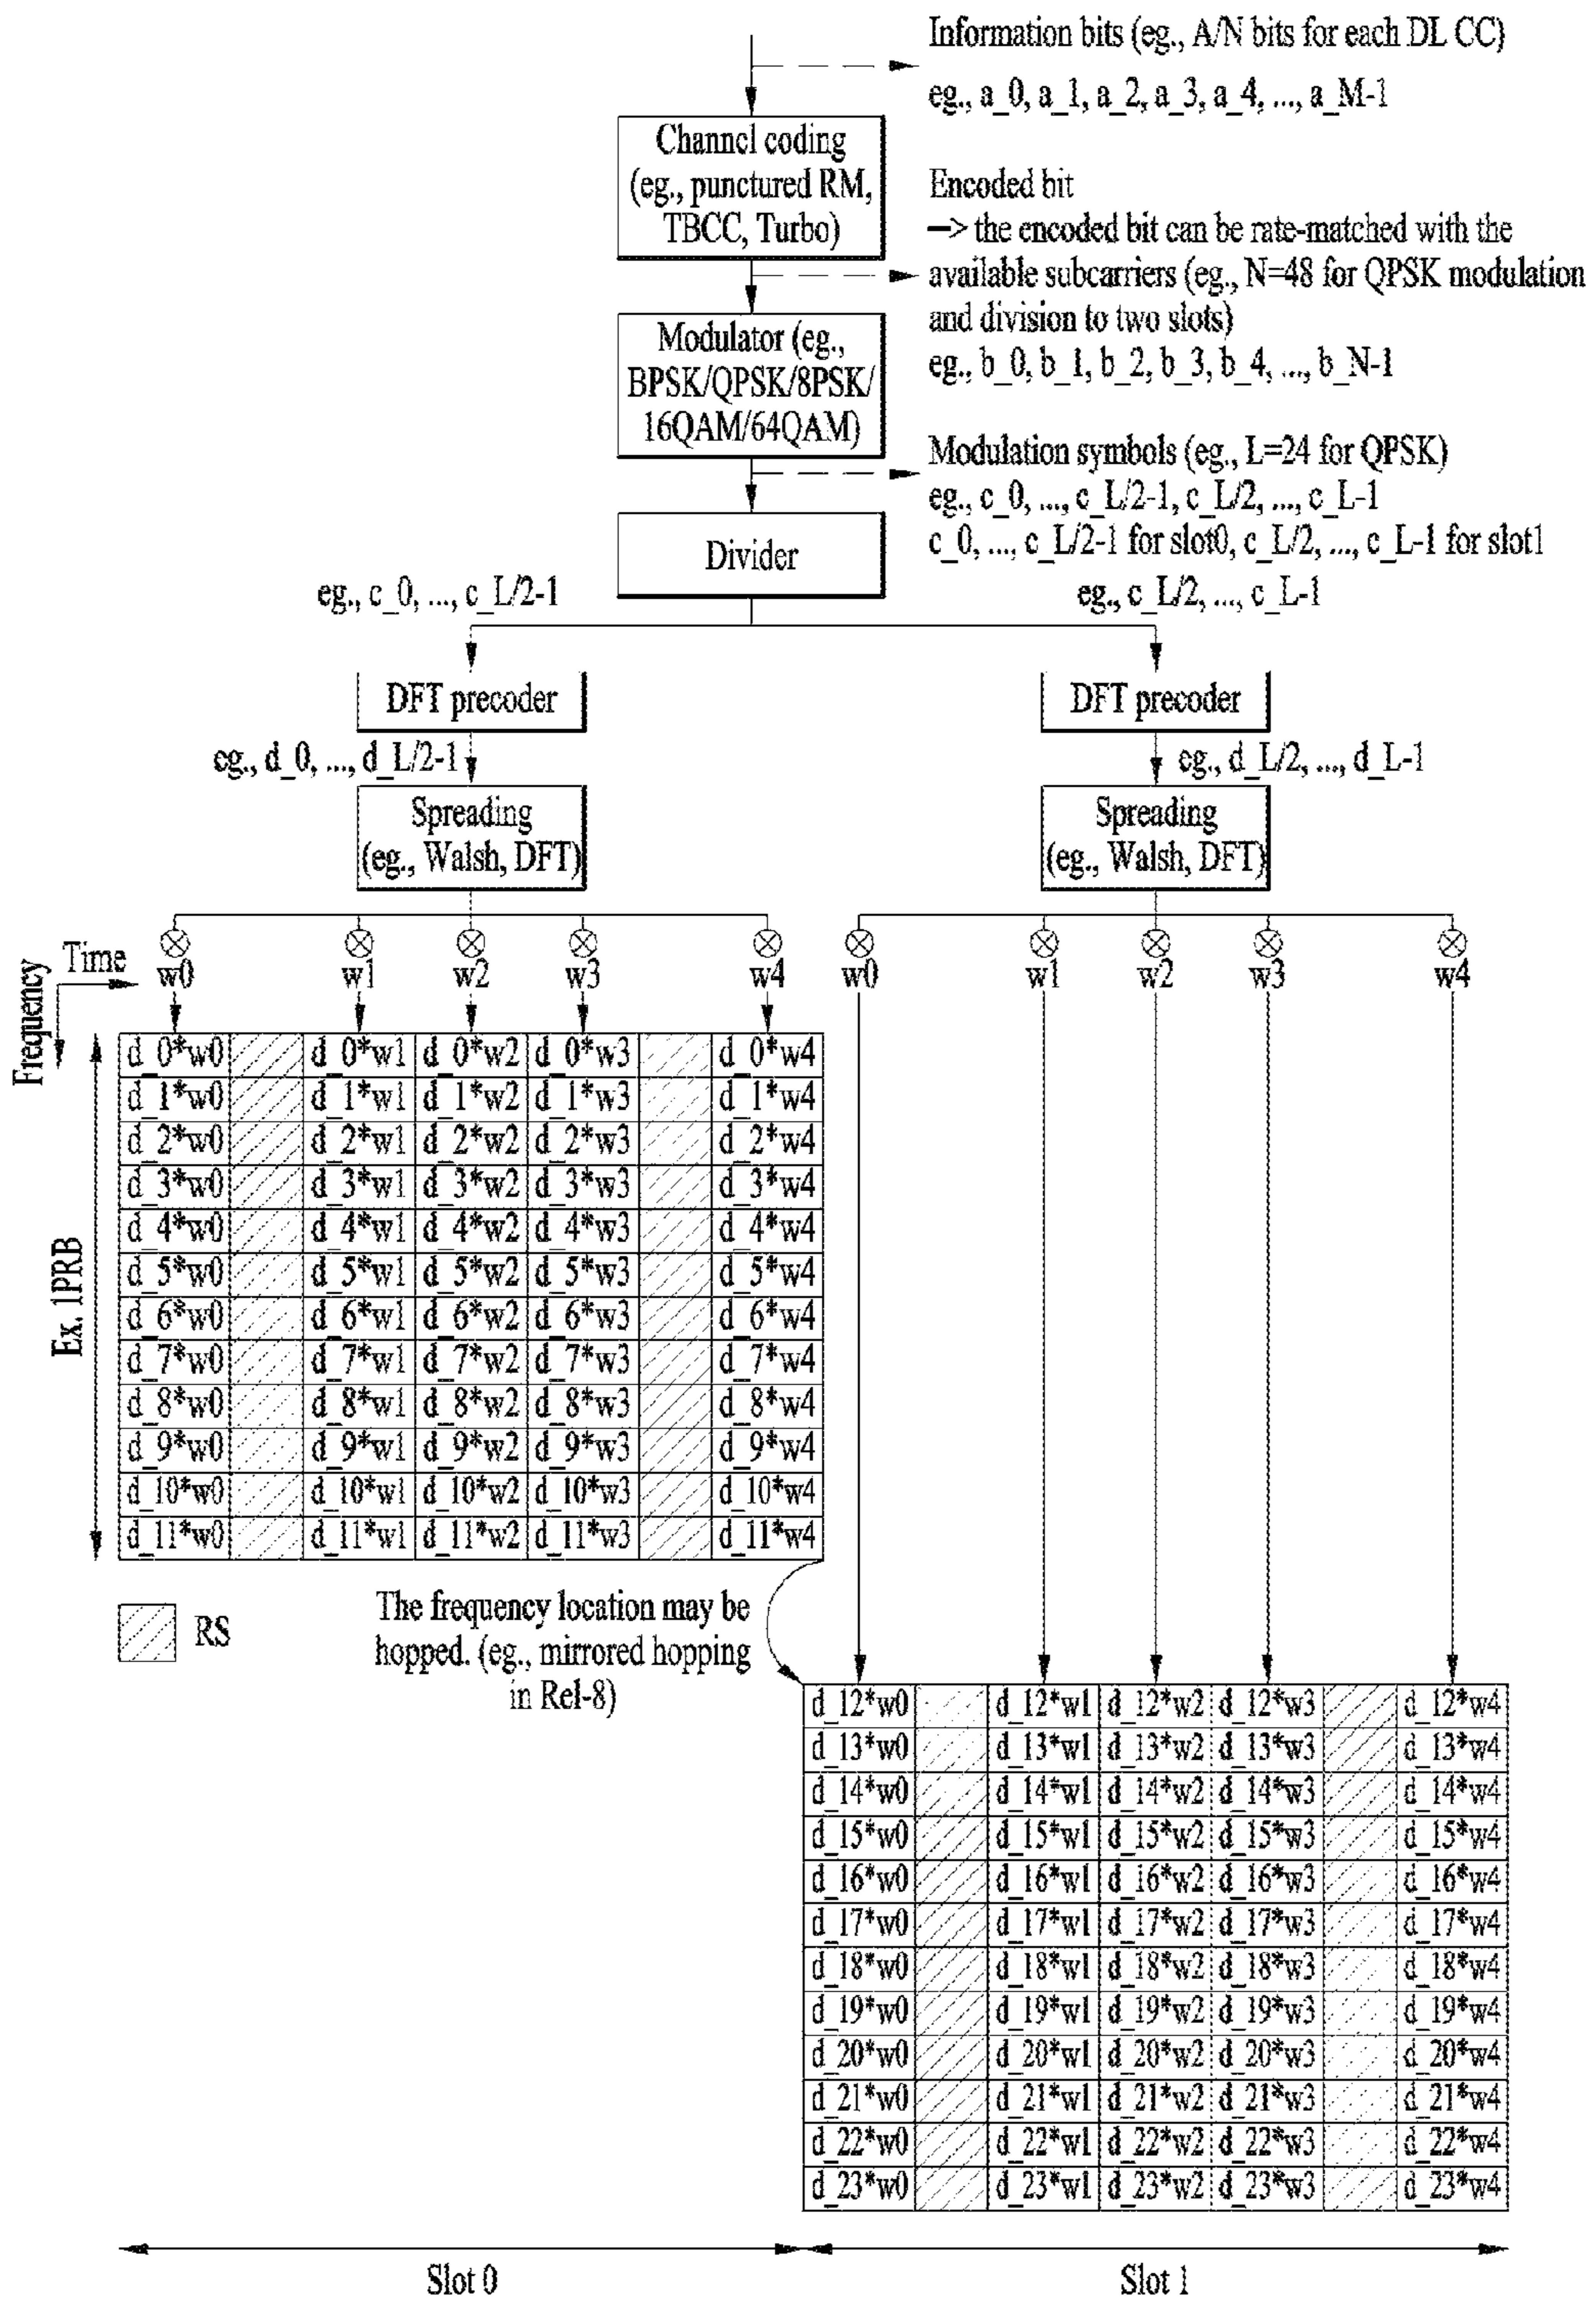 Information bits (eg., A/N bits for each DL CC)
eg., a_0, a_1, a_2, a_3, a_4, ..., a_M-1
Channel coding
(eg., punctured RM,
TBCC, Turbo)
Encoded bit
—> the encoded bit can be rate-matched with the
available subcarriers (eg., N=48 for QPSK modulation
and division to two slots)
eg., b_0, b_1, b_2, b_3, b_4, ..., b_N-1
Modulator (eg.,
BPSK/QPSK/8PSK/
16QAM/64QAM)
Modulation symbols (eg., L=24 for QPSK)
eg., c_0, ..., c_L/2-1, c_L/2, ..., c_L-1
c_0, ..., c_L/2-1 for slot0, c_L/2, ..., c_L-1 for slot1
Divider
eg., c_0, ..., c_L/2-1
eg., c_L/2, ..., c_L-1
DFT precoder
DFT precoder
eg., d_0, ..., d_L/2-1
eg., d_L/2, ..., d_L-1
Spreading
(eg., Walsh, DFT)
Spreading
(eg., Walsh, DFT)
Time
Frequency
w0 w1 w2 w3 w4 w0 w1 w2 w3 w4
Ex. 1PRB
d_0*w0 d_0*w1 d_0*w2 d_0*w3 d_0*w4
d_1*w0 d_1*w1 d_1*w2 d_1*w3 d_1*w4
d_2*w0 d_2*w1 d_2*w2 d_2*w3 d_2*w4
d_3*w0 d_3*w1 d_3*w2 d_3*w3 d_3*w4
d_4*w0 d_4*w1 d_4*w2 d_4*w3 d_4*w4
d_5*w0 d_5*w1 d_5*w2 d_5*w3 d_5*w4
d_6*w0 d_6*w1 d_6*w2 d_6*w3 d_6*w4
d_7*w0 d_7*w1 d_7*w2 d_7*w3 d_7*w4
d_8*w0 d_8*w1 d_8*w2 d_8*w3 d_8*w4
d_9*w0 d_9*w1 d_9*w2 d_9*w3 d_9*w4
d_10*w0 d_10*w1 d_10*w2 d_10*w3 d_10*w4
d_11*w0 d_11*w1 d_11*w2 d_11*w3 d_11*w4
RS
The frequency location may be
hopped. (eg., mirrored hopping
in Rel-8)
d_12*w0 d_12*w1 d_12*w2 d_12*w3 d_12*w4
d_13*w0 d_13*w1 d_13*w2 d_13*w3 d_13*w4
d_14*w0 d_14*w1 d_14*w2 d_14*w3 d_14*w4
d_15*w0 d_15*w1 d_15*w2 d_15*w3 d_15*w4
d_16*w0 d_16*w1 d_16*w2 d_16*w3 d_16*w4
d_17*w0 d_17*w1 d_17*w2 d_17*w3 d_17*w4
d_18*w0 d_18*w1 d_18*w2 d_18*w3 d_18*w4
d_19*w0 d_19*w1 d_19*w2 d_19*w3 d_19*w4
d_20*w0 d_20*w1 d_20*w2 d_20*w3 d_20*w4
d_21*w0 d_21*w1 d_21*w2 d_21*w3 d_21*w4
d_22*w0 d_22*w1 d_22*w2 d_22*w3 d_22*w4
d_23*w0 d_23*w1 d_23*w2 d_23*w3 d_23*w4
Slot 0
Slot 1